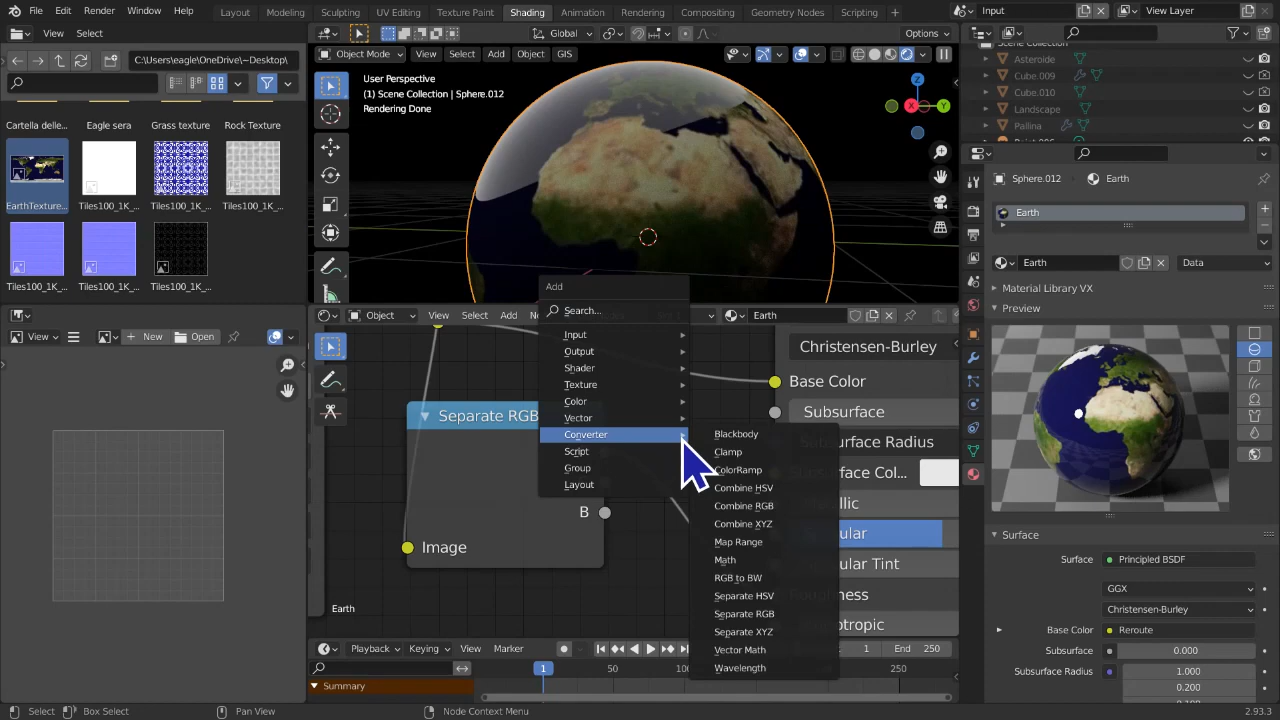 File Edit Render Window Help Layout Modeling Sculpting UV Editing Texture Paint Shading Animation Rendering Compositing Geometry Nodes Scripting + Input View Layer
View Select
C:\Users\eagle\OneDrive\~Desktop\
Cartella delle... Eagle sera Grass texture Rock Texture
EarthTexture... Tiles100_1K_... Tiles100_1K_... Tiles100_1K_...
Tiles100_1K_... Tiles100_1K_... Tiles100_1K_...
Global Options
Object Mode View Select Add Object GIS
User Perspective
(1) Scene Collection | Sphere.012
Rendering Done
Z
X
Y
Scene Collection
Asteroide
Cube.009
Cube.010
Landscape
Pallina
Sphere.012 Earth
Earth
Earth Data
Material Library VX
Preview
Surface
Surface Principled BSDF
GGX
Christensen-Burley
Base Color Reroute
Subsurface 0.000
Subsurface Radius 1.000
0.200
View + New Open
Object View Select Add Earth
Add
Search...
Input
Output
Shader
Texture
Color
Vector
Converter
Script
Group
Layout
Blackbody
Clamp
ColorRamp
Combine HSV
Combine RGB
Combine XYZ
Map Range
Math
RGB to BW
Separate HSV
Separate RGB
Separate XYZ
Vector Math
Wavelength
Separate RGB
B
Image
Earth
Christensen-Burley
Base Color
Subsurface
Subsurface Radius
Subsurface Col...
Playback Keying View Marker 1 End 250
1 50 250
Summary
Select Box Select Pan View Node Context Menu 2.93.3